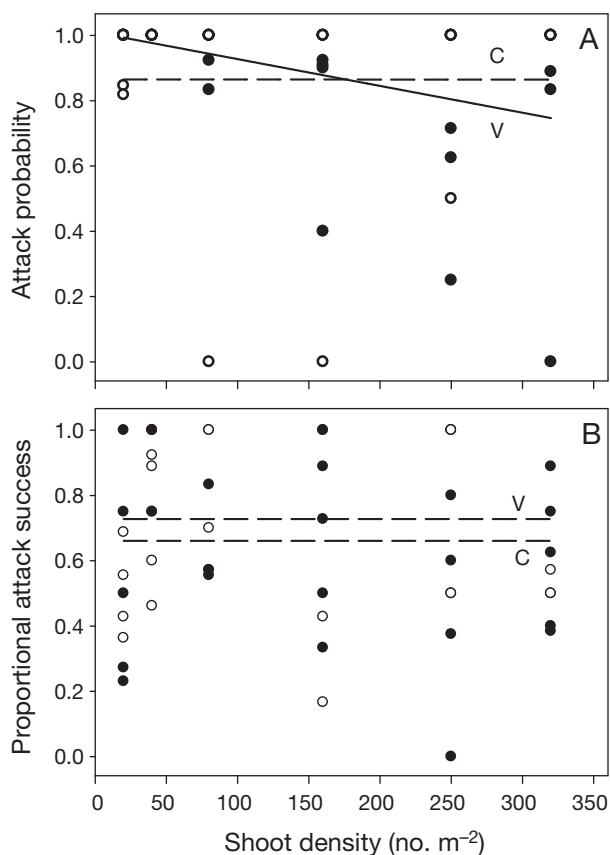 A
1.0
0.8
0.6
0.4
0.2
0.0
Attack probability
C
V
B
1.0
0.8
0.6
0.4
0.2
0.0
Proportional attack success
V
C
0 50 100 150 200 250 300 350
Shoot density (no. m⁻²)